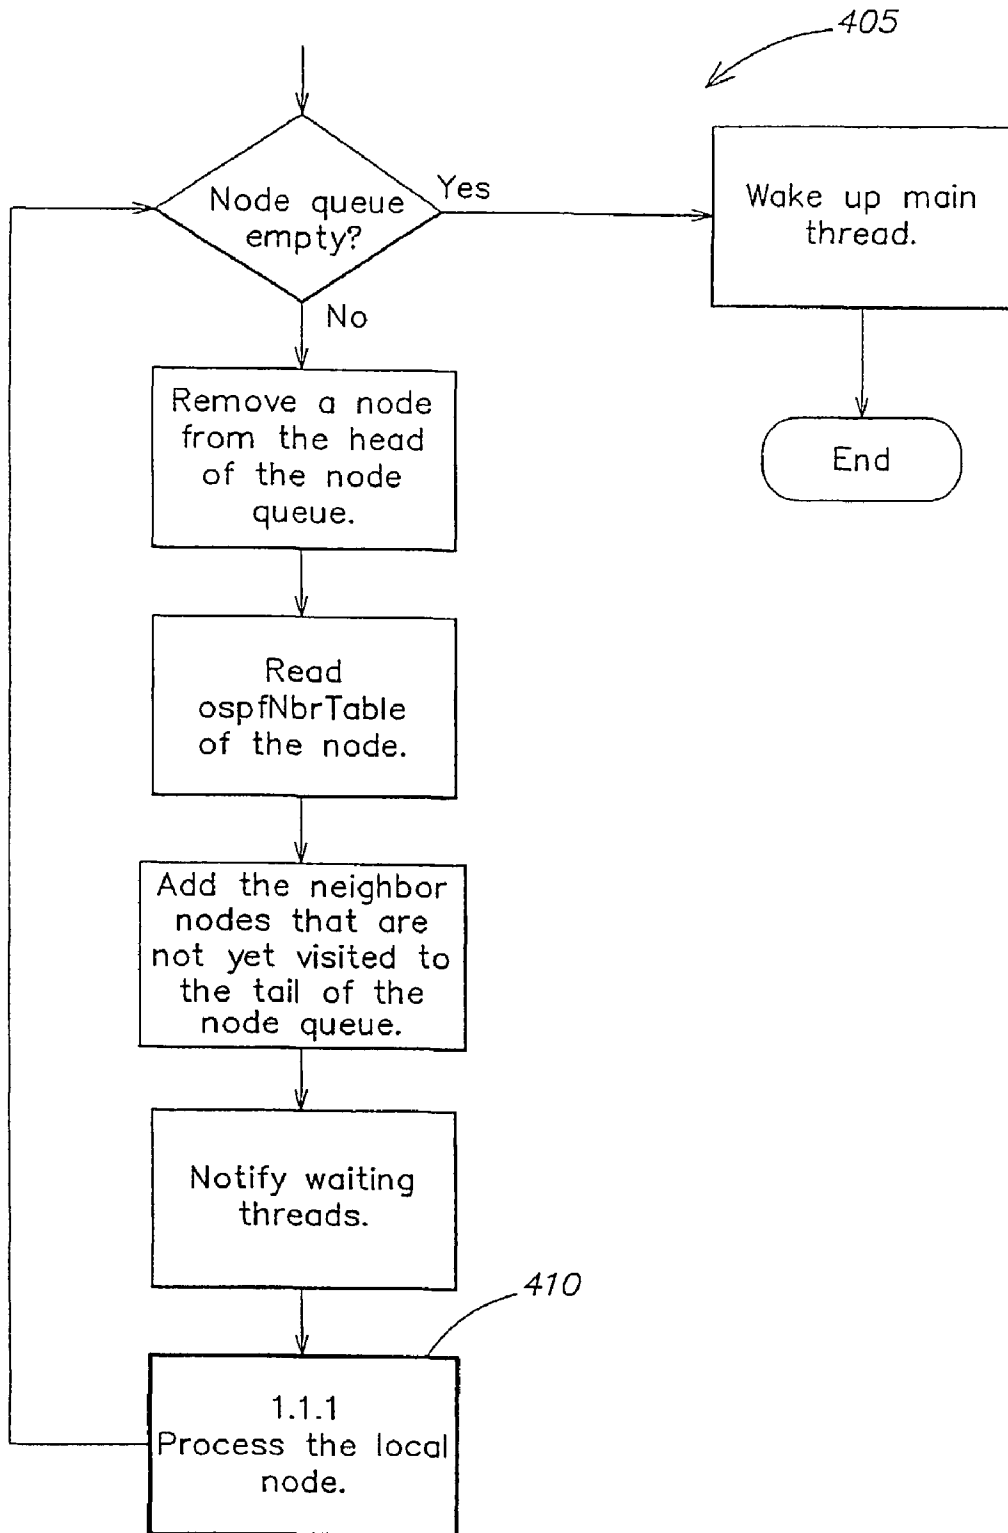 405
Node queue
empty?
Yes
No
Wake up main
thread.
End
Remove a node
from the head
of the node
queue.
Read
ospfNbrTable
of the node.
Add the neighbor
nodes that are
not yet visited to
the tail of the
node queue.
Notify waiting
threads.
410
1.1.1
Process the local
node.